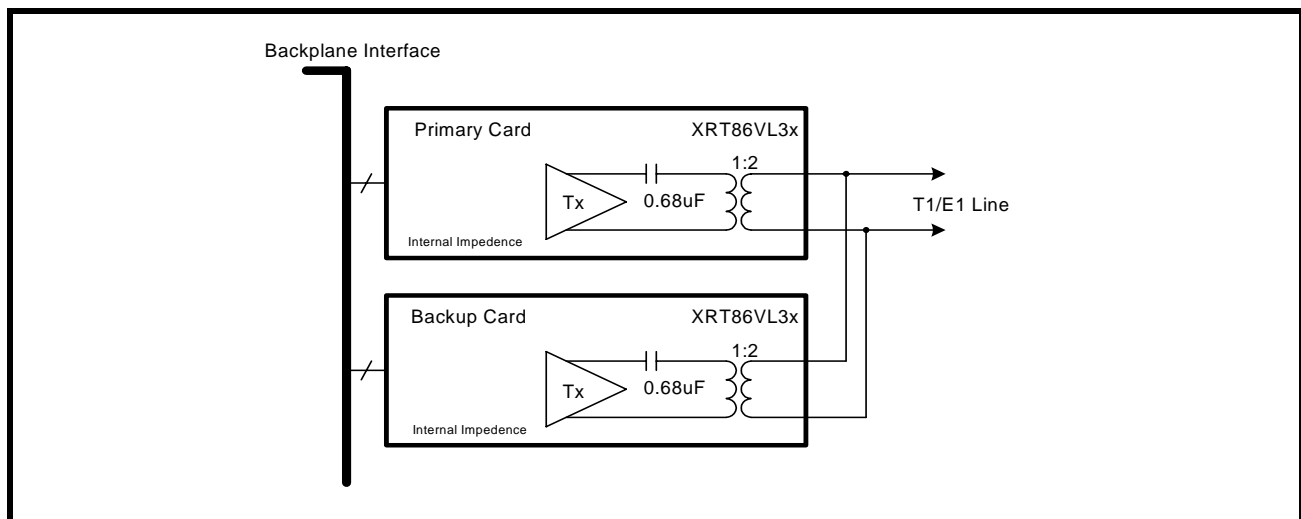 Backplane Interface
Primary Card XRT86VL3x
1:2
Tx 0.68uF
Internal Impedence
T1/E1 Line
Backup Card XRT86VL3x
1:2
Tx 0.68uF
Internal Impedence